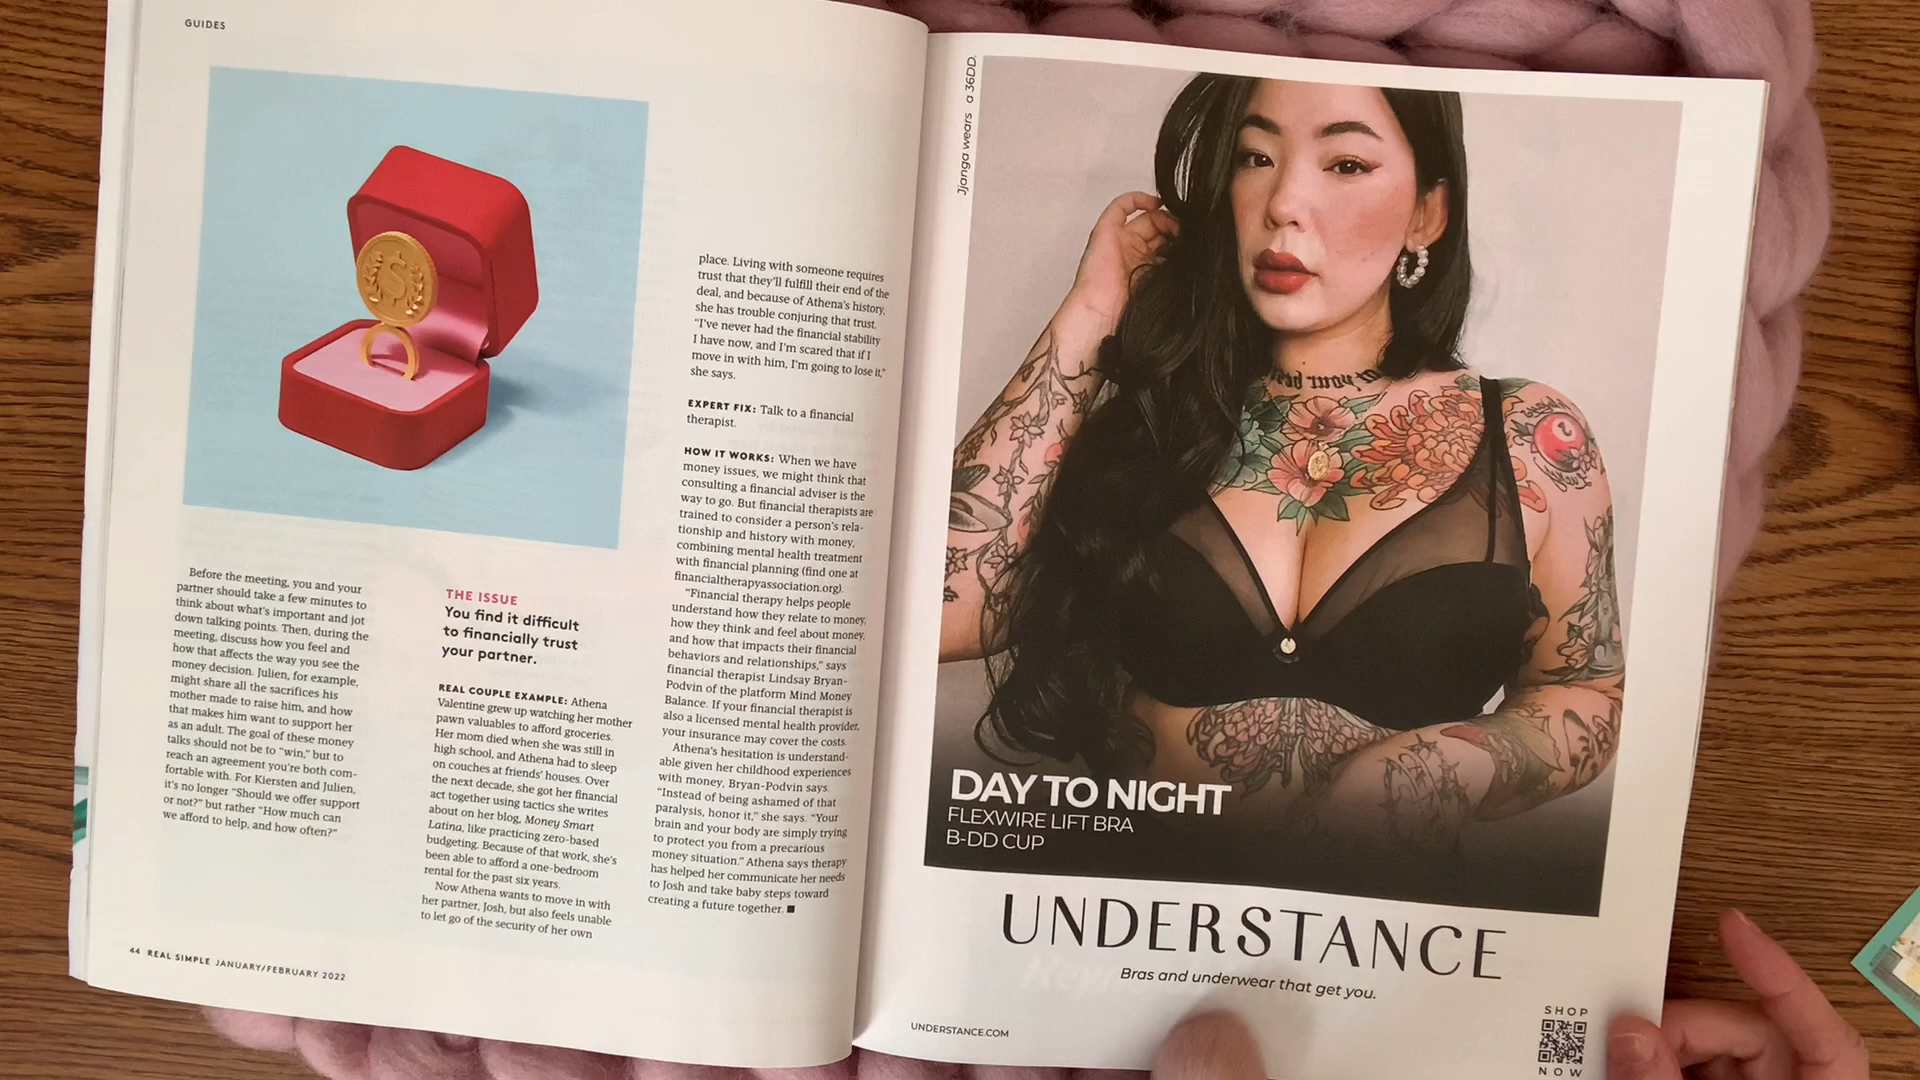 GUIDES
Before the meeting, you and your
partner should take a few minutes to
think about what's important and jot
down talking points. Then, during the
meeting, discuss how you feel and
how that affects the way you see the
money decision. Julien, for example,
might share all the sacrifices his
mother made to raise him, and how
that makes him want to support her
as an adult. The goal of these money
talks should not be to "win," but to
reach an agreement you're both com-
fortable with. For Kiersten and Julien,
it's no longer "Should we offer support
or not?" but rather "How much can
we afford to help, and how often?"
THE ISSUE
You find it difficult
to financially trust
your partner.
REAL COUPLE EXAMPLE: Athena
Valentine grew up watching her mother
pawn valuables to afford groceries.
Her mom died when she was still in
high school, and Athena had to sleep
on couches at friends' houses. Over
the next decade, she got her financial
act together using tactics she writes
about on her blog, Money Smart
Latina, like practicing zero-based
budgeting. Because of that work, she's
been able to afford a one-bedroom
rental for the past six years.
Now Athena wants to move in with
her partner, Josh, but also feels unable
to let go of the security of her own
place. Living with someone requires
trust that they'll fulfill their end of the
deal, and because of Athena's history,
she has trouble conjuring that trust.
"I've never had the financial stability
I have now, and I'm scared that if I
move in with him, I'm going to lose it,"
she says.
EXPERT FIX: Talk to a financial
therapist.
HOW IT WORKS: When we have
money issues, we might think that
consulting a financial adviser is the
way to go. But financial therapists are
trained to consider a person's rela-
tionship and history with money,
combining mental health treatment
with financial planning (find one at
financialtherapyassociation.org).
"Financial therapy helps people
understand how they relate to money,
how they think and feel about money,
and how that impacts their financial
behaviors and relationships," says
financial therapist Lindsay Bryan-
Podvin of the platform Mind Money
Balance. If your financial therapist is
also a licensed mental health provider,
your insurance may cover the costs.
Athena's hesitation is understand-
able given her childhood experiences
with money, Bryan-Podvin says.
"Instead of being ashamed of that
paralysis, honor it," she says. "Your
brain and your body are simply trying
to protect you from a precarious
money situation." Athena says therapy
has helped her communicate her needs
to Josh and take baby steps toward
creating a future together. ■
44 REAL SIMPLE JANUARY/FEBRUARY 2022
Jjanga wears a 36DD.
DAY TO NIGHT
FLEXWIRE LIFT BRA
B-DD CUP
UNDERSTANCE
Bras and underwear that get you.
UNDERSTANCE.COM
SHOP
NOW